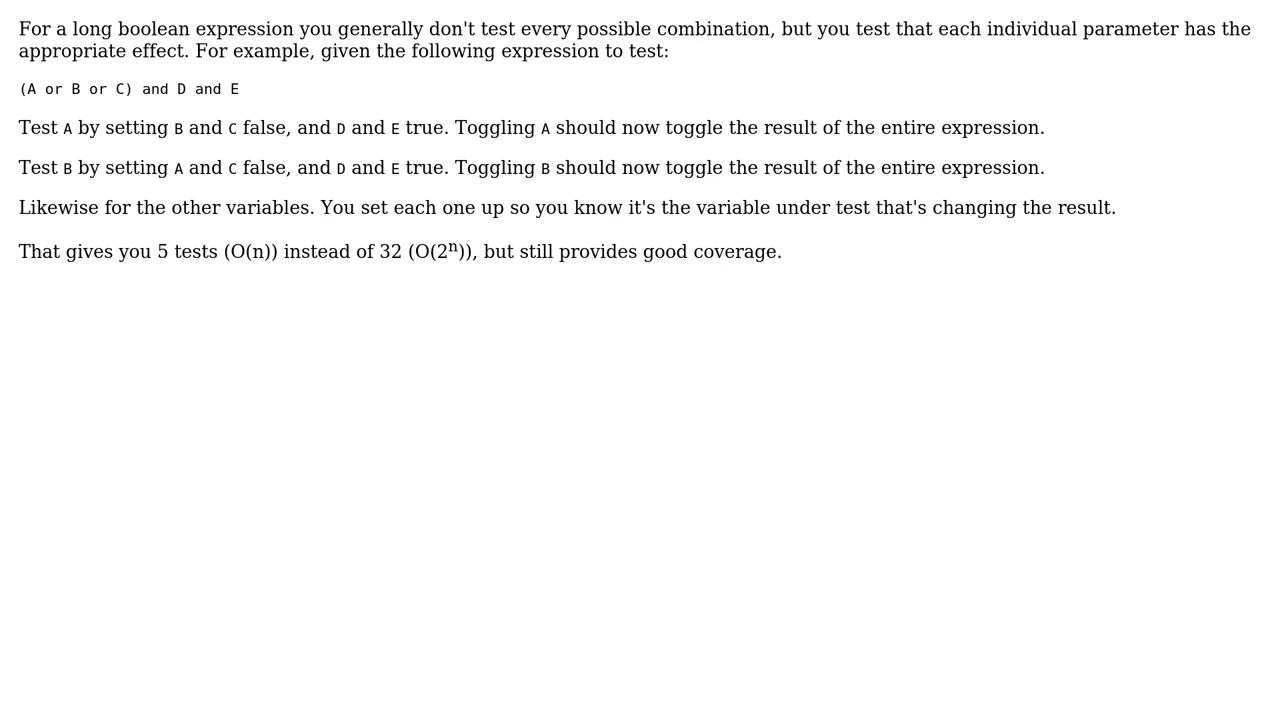 For a long boolean expression you generally don't test every possible combination, but you test that each individual parameter has the
appropriate effect. For example, given the following expression to test:
(A or B or C) and D and E
Test A by setting B and C false, and D and E true. Toggling A should now toggle the result of the entire expression.
Test B by setting A and C false, and D and E true. Toggling B should now toggle the result of the entire expression.
Likewise for the other variables. You set each one up so you know it's the variable under test that's changing the result.
That gives you 5 tests (O(n)) instead of 32 (O(2ⁿ)), but still provides good coverage.